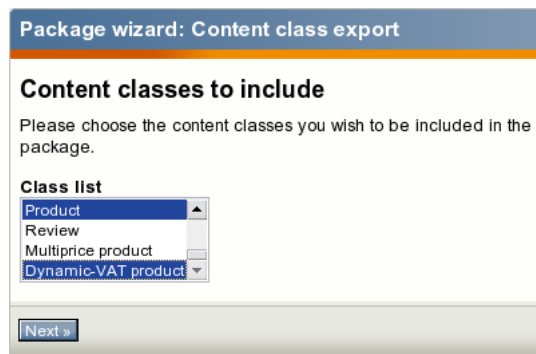 Package wizard: Content class export
Content classes to include
Please choose the content classes you wish to be included in the
package.
Class list
Product
Review
Multiprice product
Dynamic-VAT product
Next »